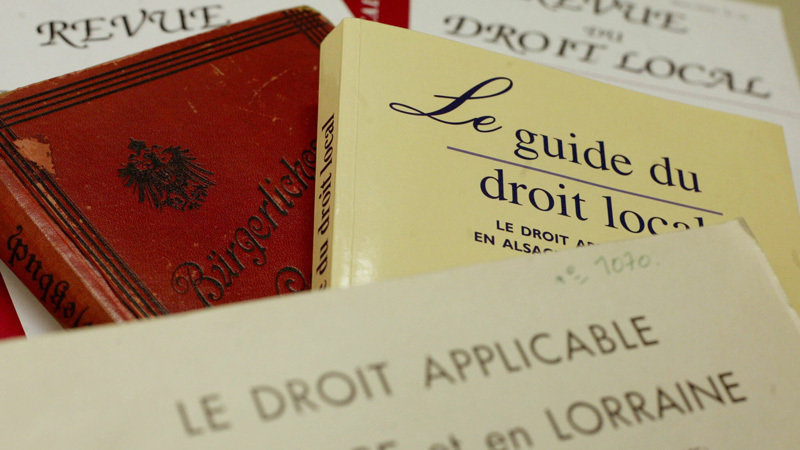 REVUE
REVUE
DU
DROIT LOCAL
Bürgerliches
Le guide du
droit local
LE DROIT
EN
du droit local
n° 1070.
LE DROIT APPLICABLE
et en LORRAINE